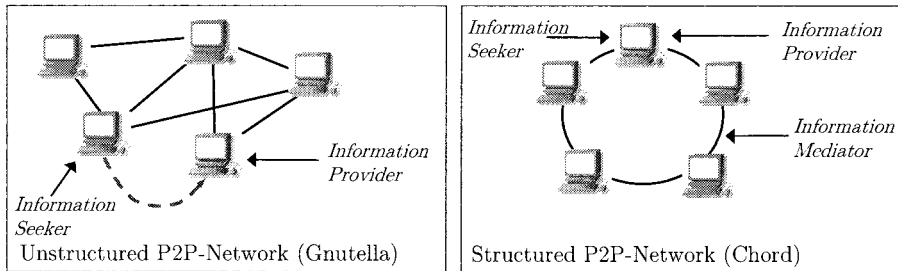 Information
Provider
Information
Seeker
Unstructured P2P-Network (Gnutella)
Information
Seeker
Information
Provider
Information
Mediator
Structured P2P-Network (Chord)